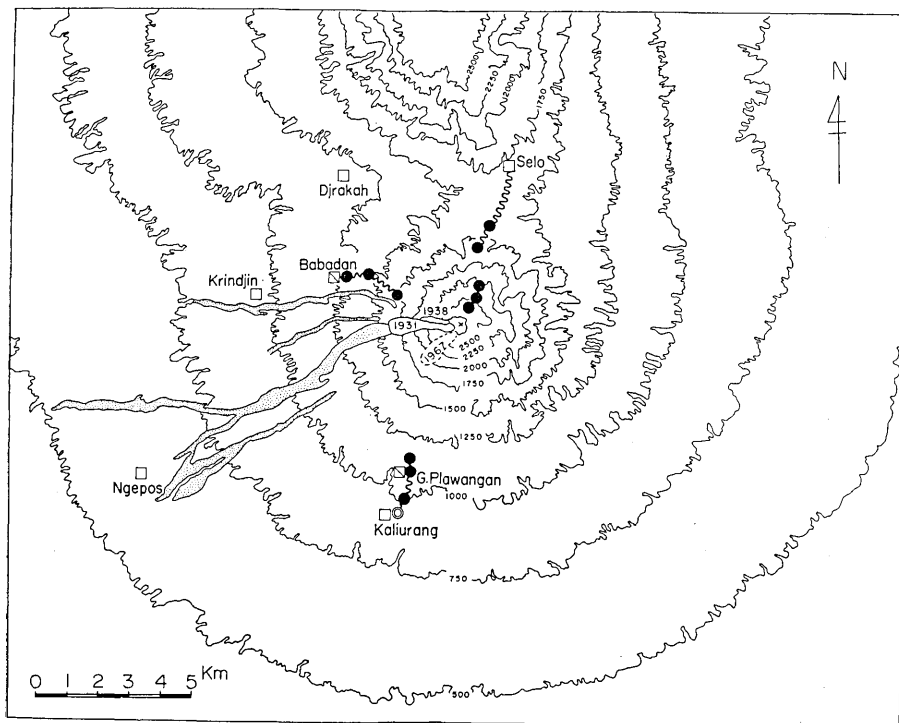 2500
2250
2000
1750
N
Selo
Djrakah
Babadan
Krindjin
1938
1931
1967
2500
2250
2000
1750
1500
1250
G.Plawangan
1000
Ngepos
Kaliurang
750
Km
0 1 2 3 4 5
500